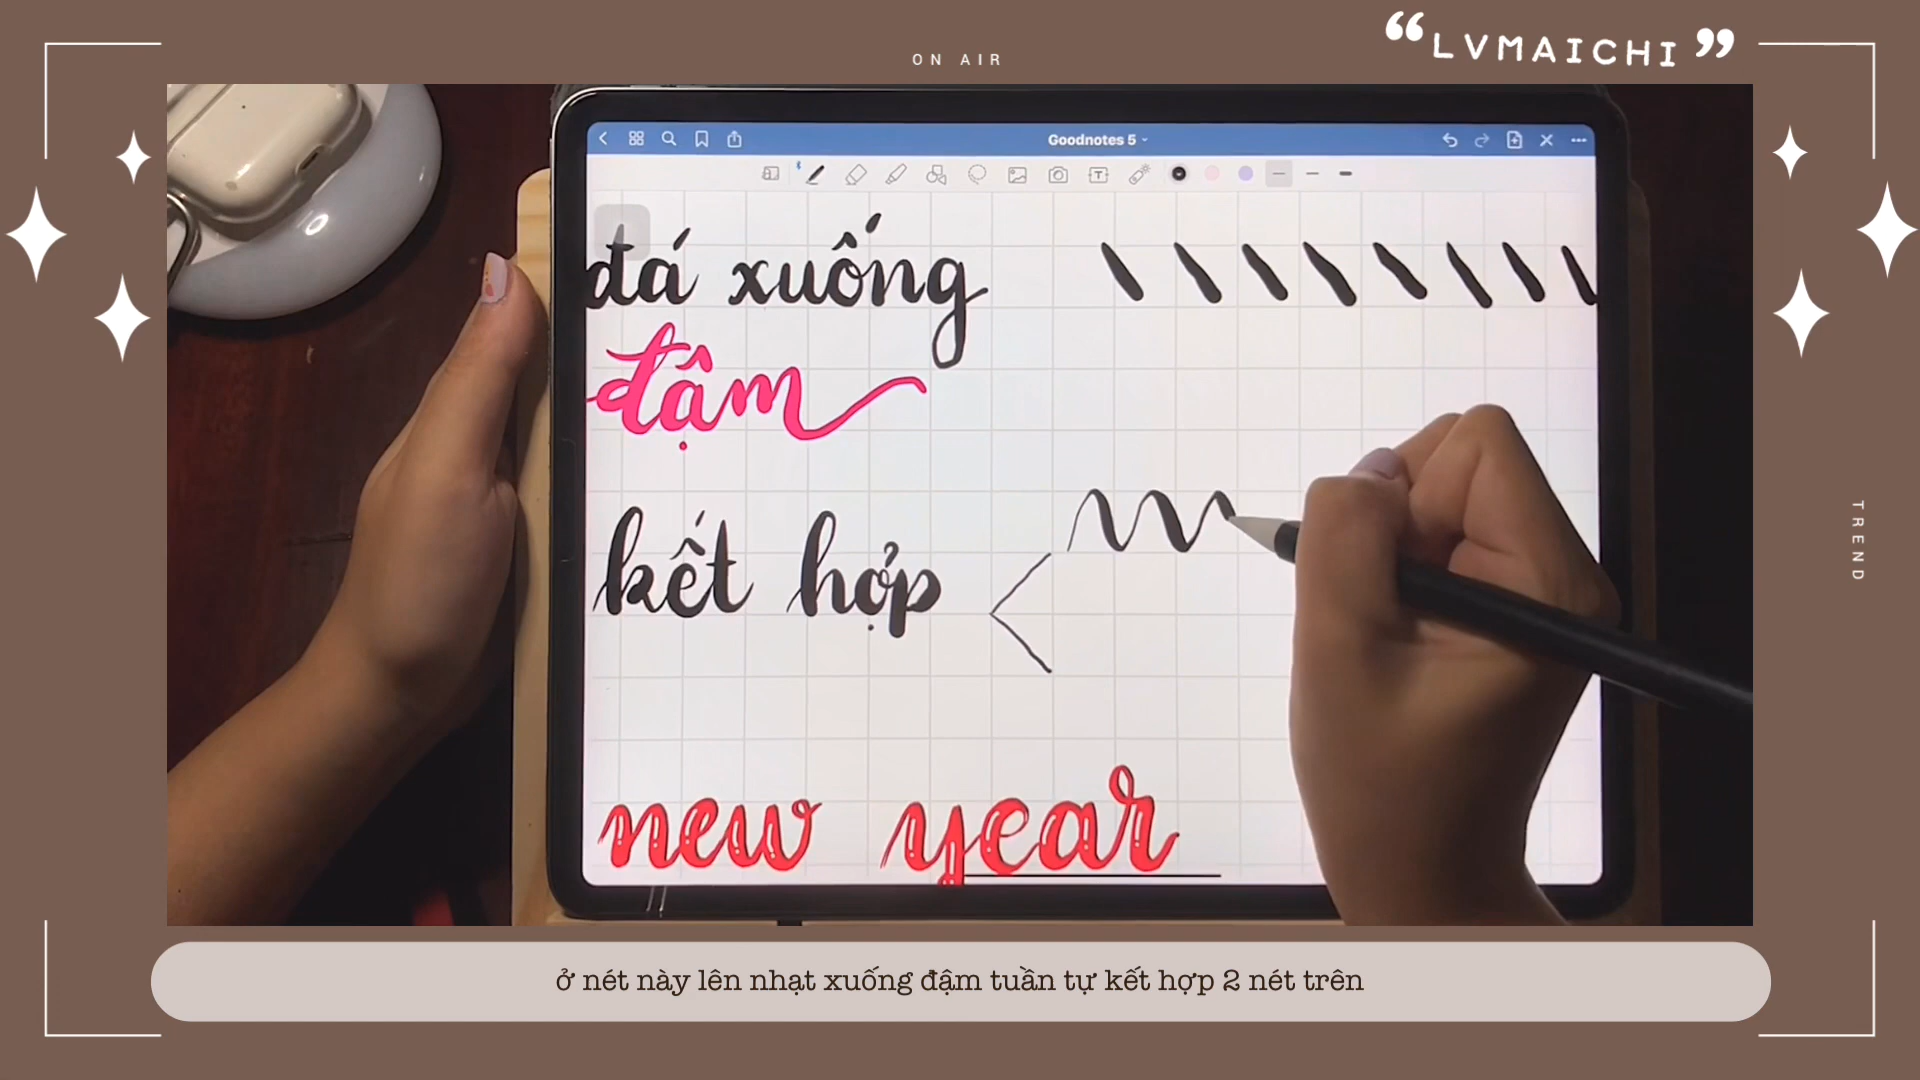 ON AIR
“LVMAICHI”
Goodnotes 5
đá xuống
đậm
kết hợp
new year
TREND
ở nét này lên nhạt xuống đậm tuần tự kết hợp 2 nét trên